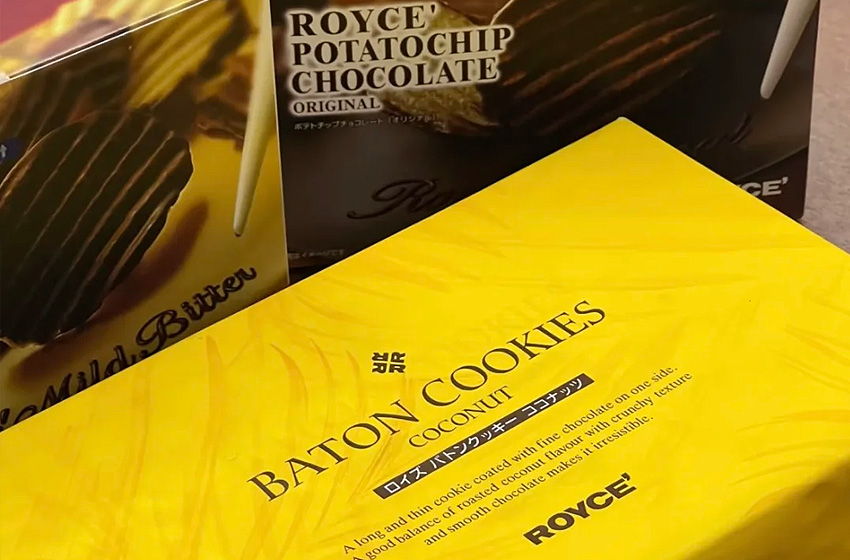 ROYCE'
POTATOCHIP
CHOCOLATE
ORIGINAL
ポテトチップチョコレート [オリジナル]
Mild Bitter
BATON COOKIES
COCONUT
ロイズ バトンクッキー ココナッツ
A long and thin cookie coated with fine chocolate on one side.
A good balance of roasted coconut flavour with crunchy texture
and smooth chocolate makes it irresistible.
ROYCE'